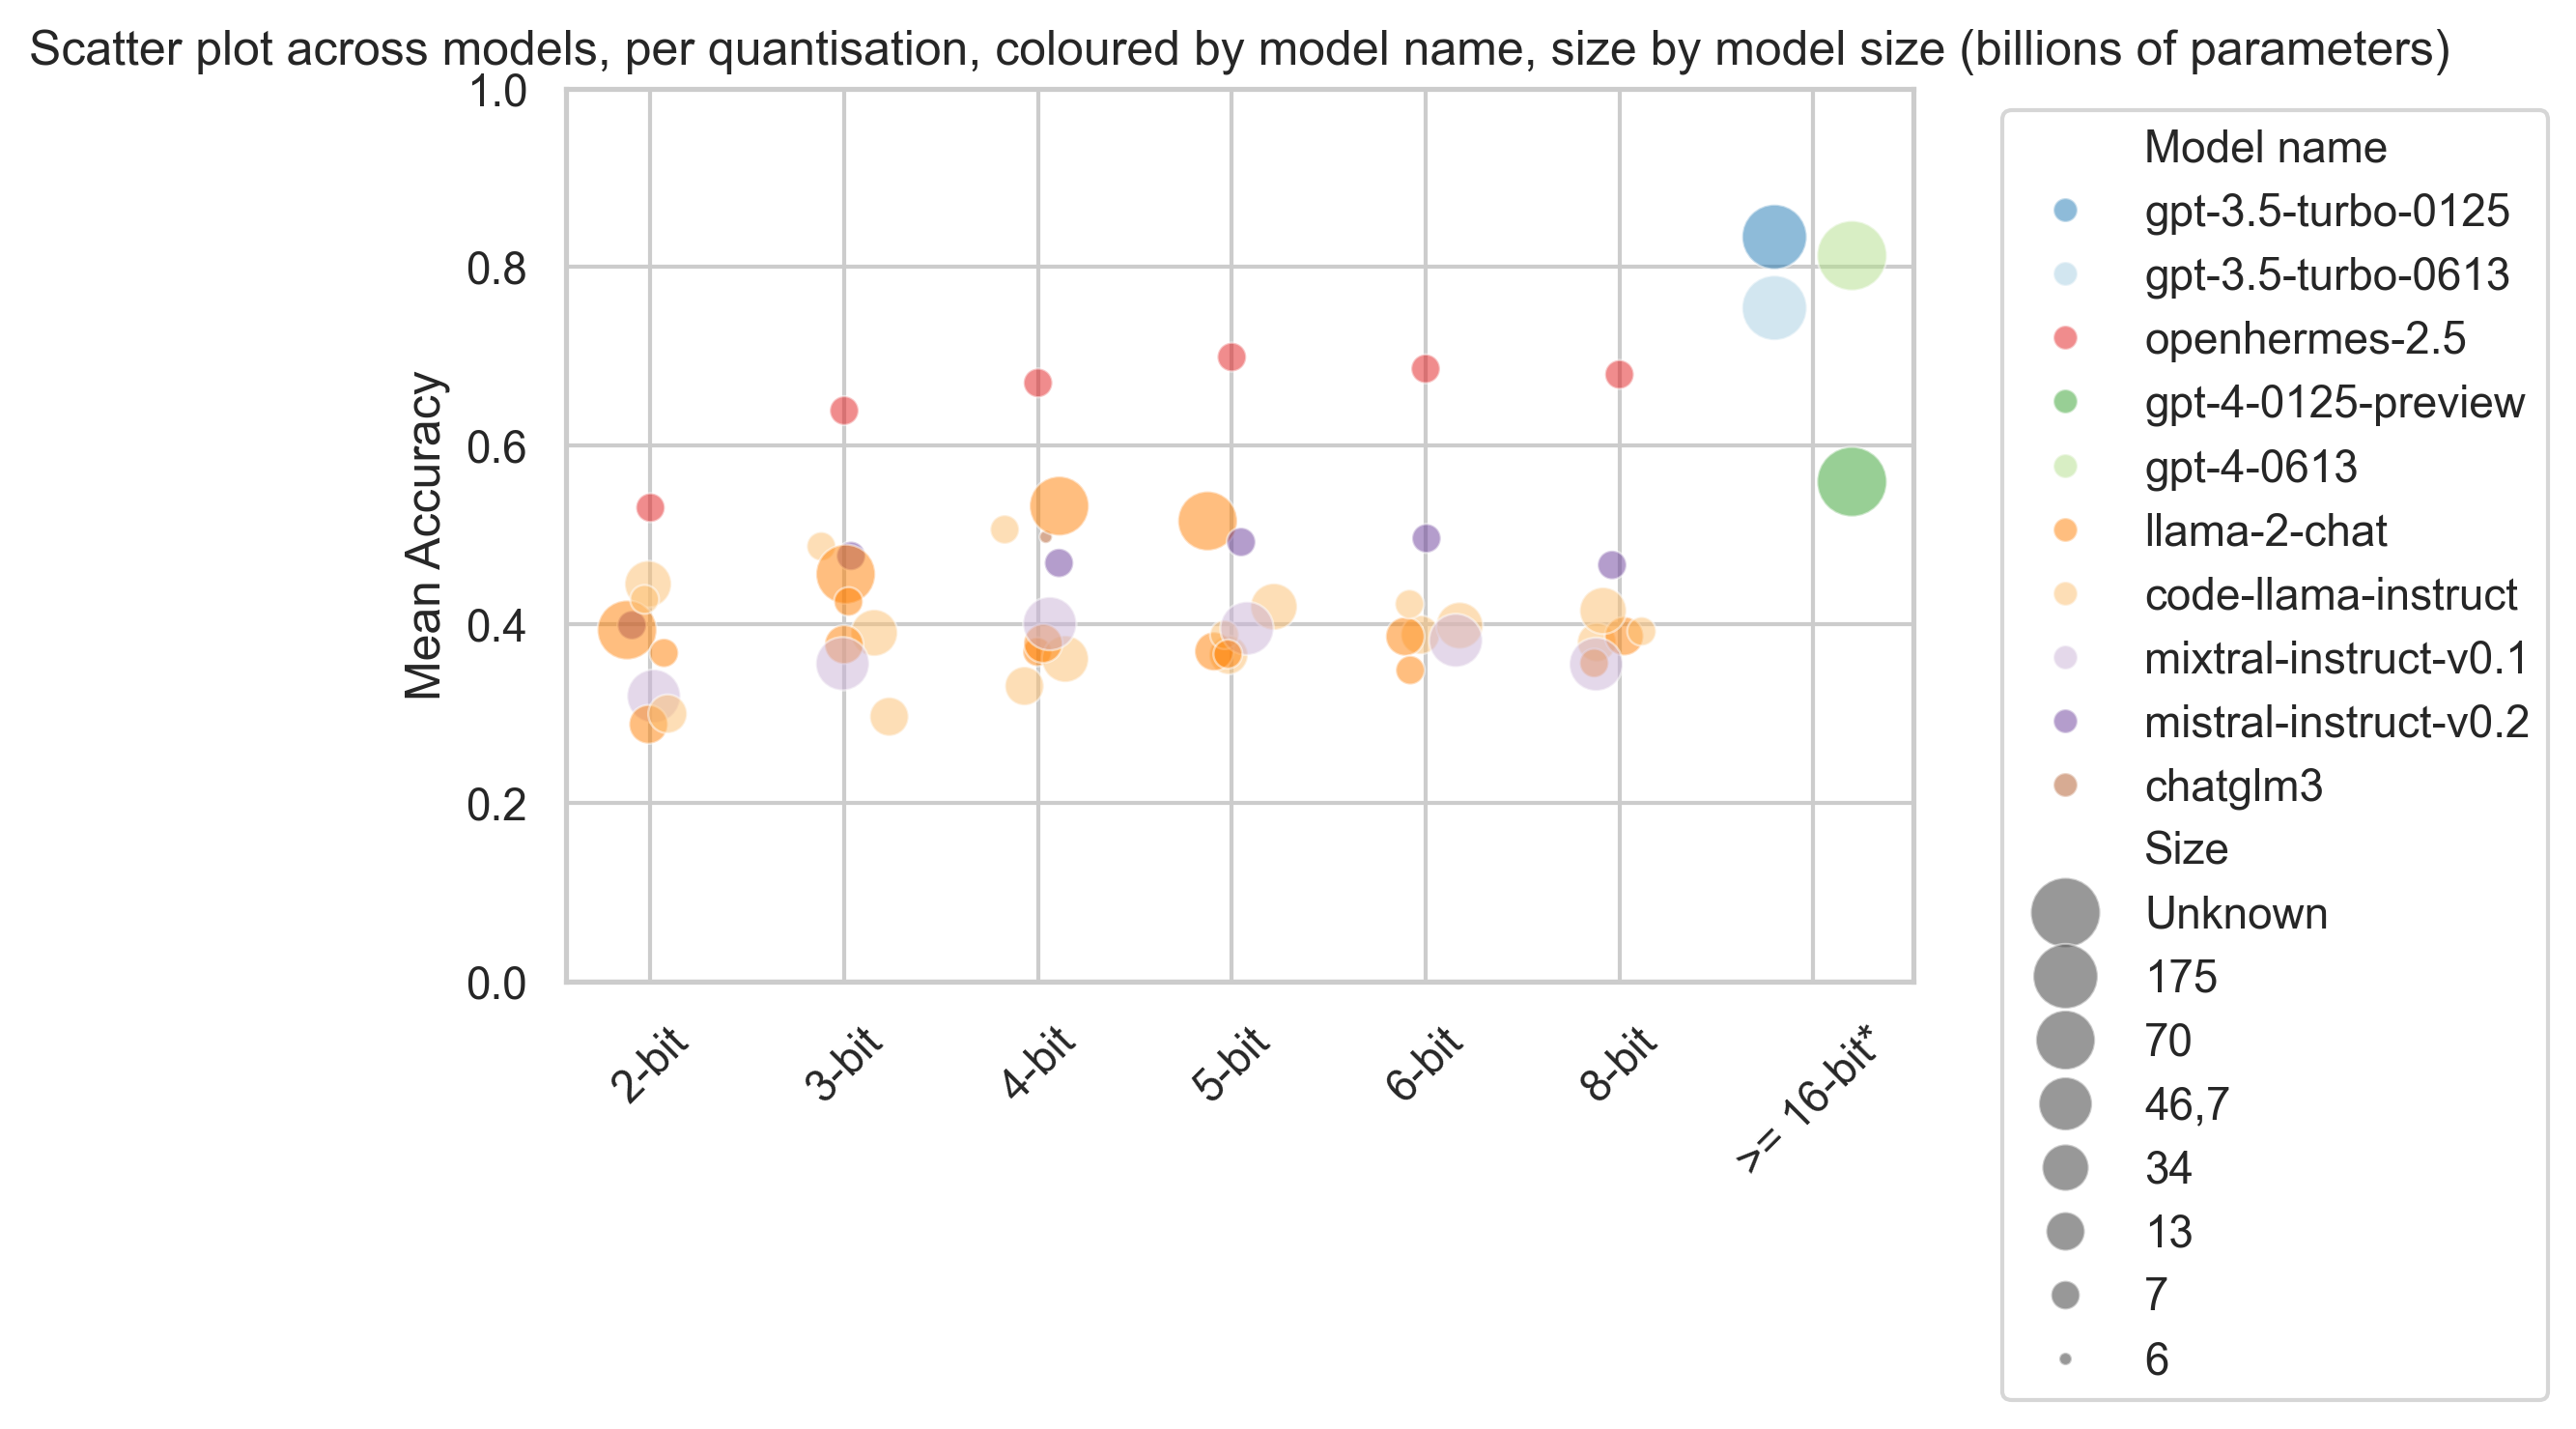 Scatter plot across models, per quantisation, coloured by model name, size by model size (billions of parameters)
Mean Accuracy
1.0
0.8
0.6
0.4
0.2
0.0
2-bit
3-bit
4-bit
5-bit
6-bit
8-bit
>= 16-bit*
Model name
gpt-3.5-turbo-0125
gpt-3.5-turbo-0613
openhermes-2.5
gpt-4-0125-preview
gpt-4-0613
llama-2-chat
code-llama-instruct
mixtral-instruct-v0.1
mistral-instruct-v0.2
chatglm3
Size
Unknown
175
70
46,7
34
13
7
6